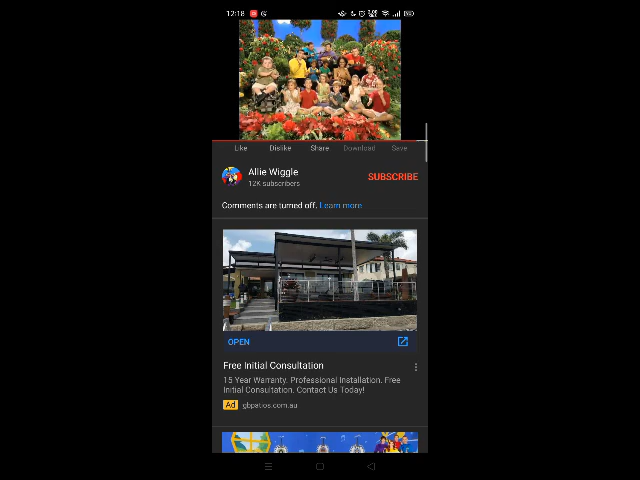 12:18
Like Dislike Share Download Save
Allie Wiggle
12K subscribers
SUBSCRIBE
Comments are turned off. Learn more
OPEN
Free Initial Consultation
15 Year Warranty. Professional Installation. Free
Initial Consultation. Contact Us Today!
Ad gbpatios.com.au